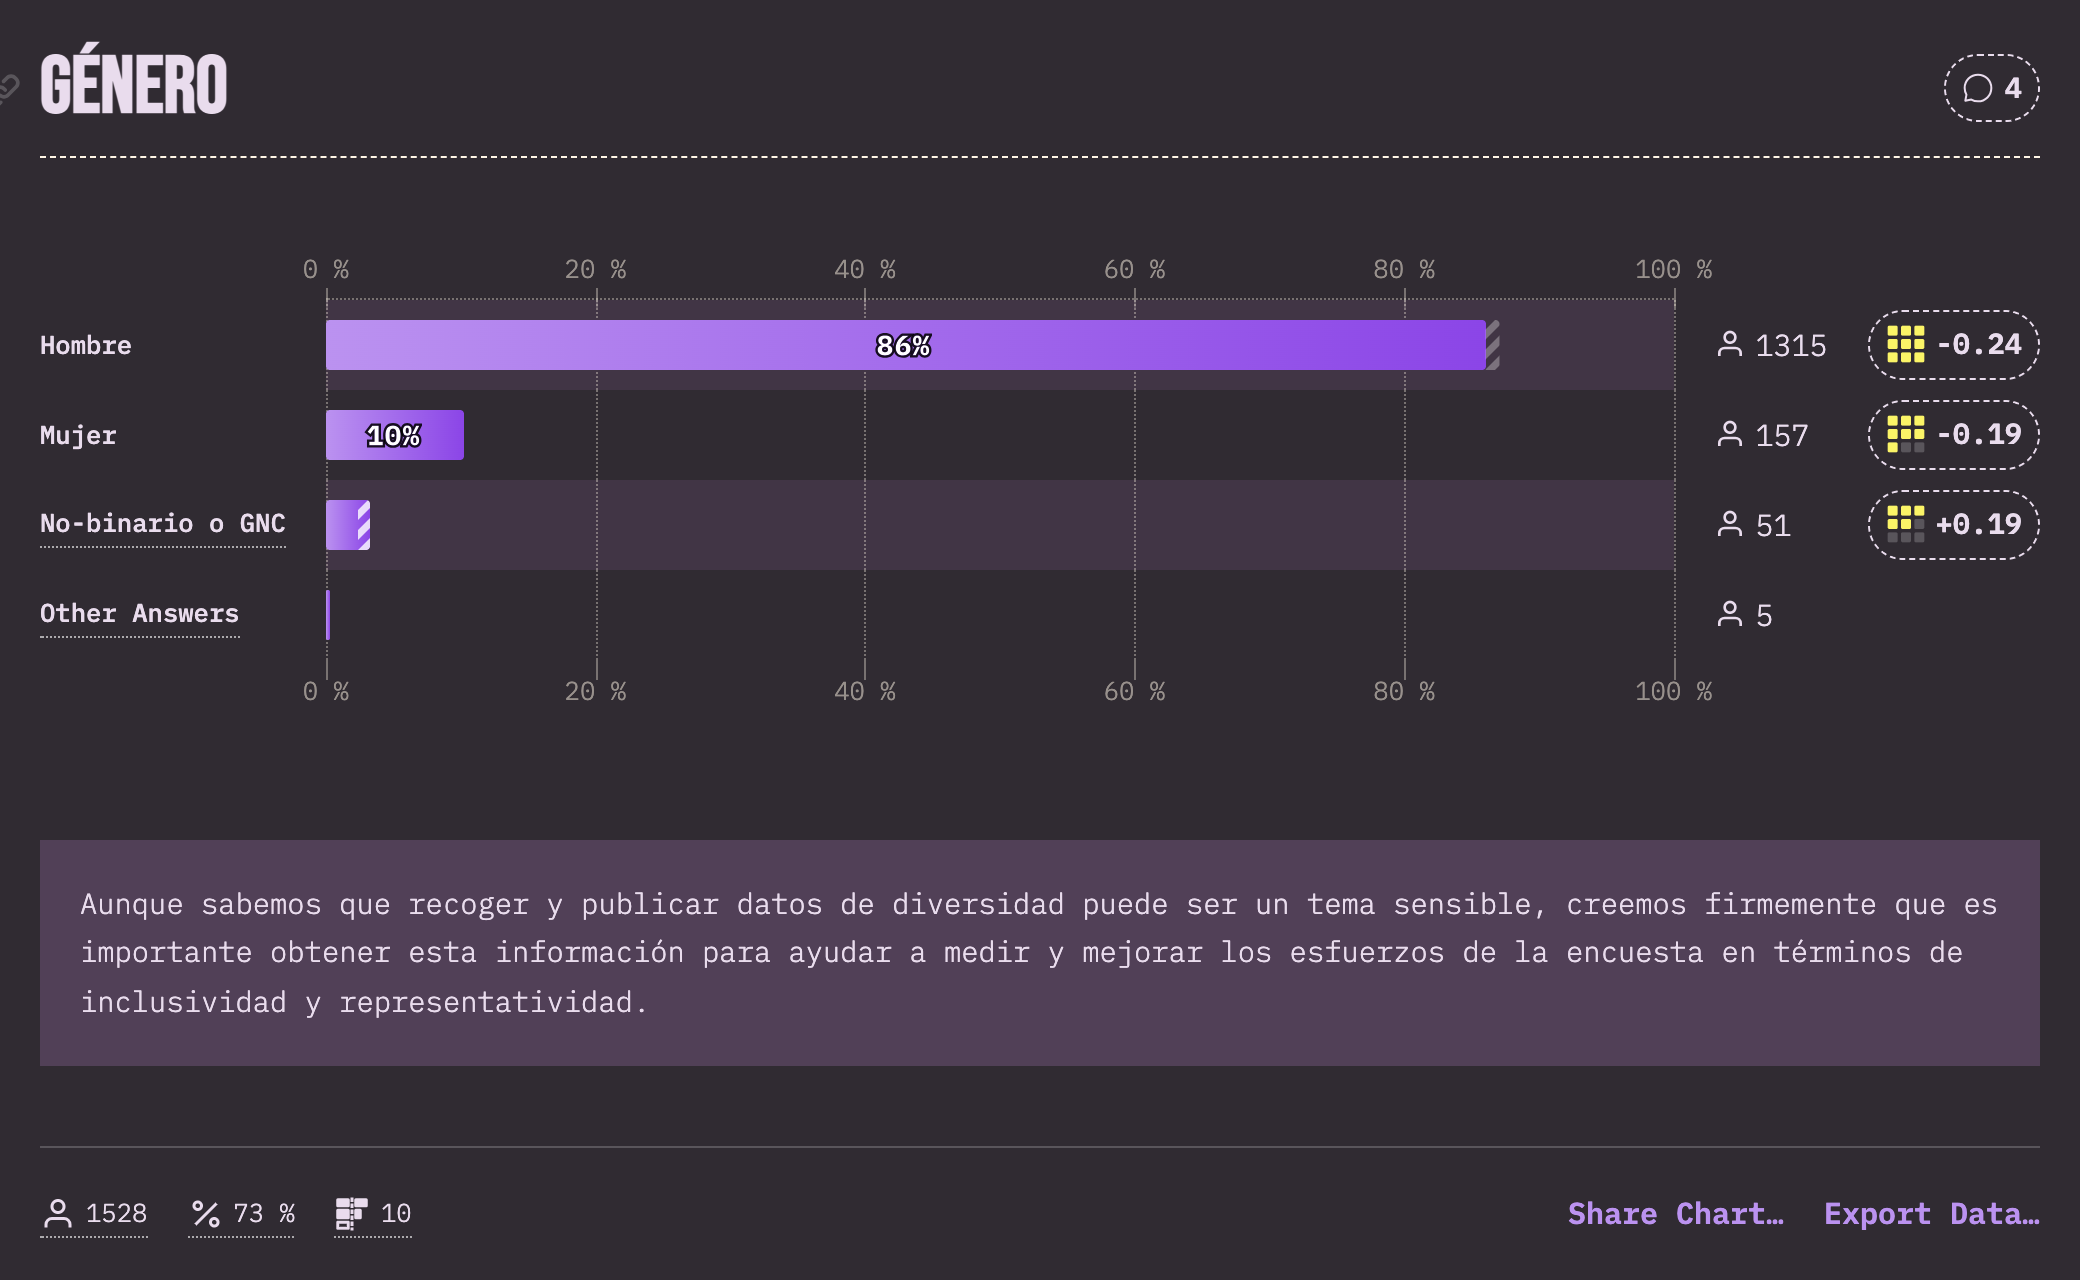 GÉNERO
4
0 % 20 % 40 % 60 % 80 % 100 %
Hombre 86% 1315 -0.24
Mujer 10% 157 -0.19
No-binario o GNC 51 +0.19
Other Answers 5
0 % 20 % 40 % 60 % 80 % 100 %
Aunque sabemos que recoger y publicar datos de diversidad puede ser un tema sensible, creemos firmemente que es
importante obtener esta información para ayudar a medir y mejorar los esfuerzos de la encuesta en términos de
inclusividad y representatividad.
1528 % 73 % 10 Share Chart… Export Data…